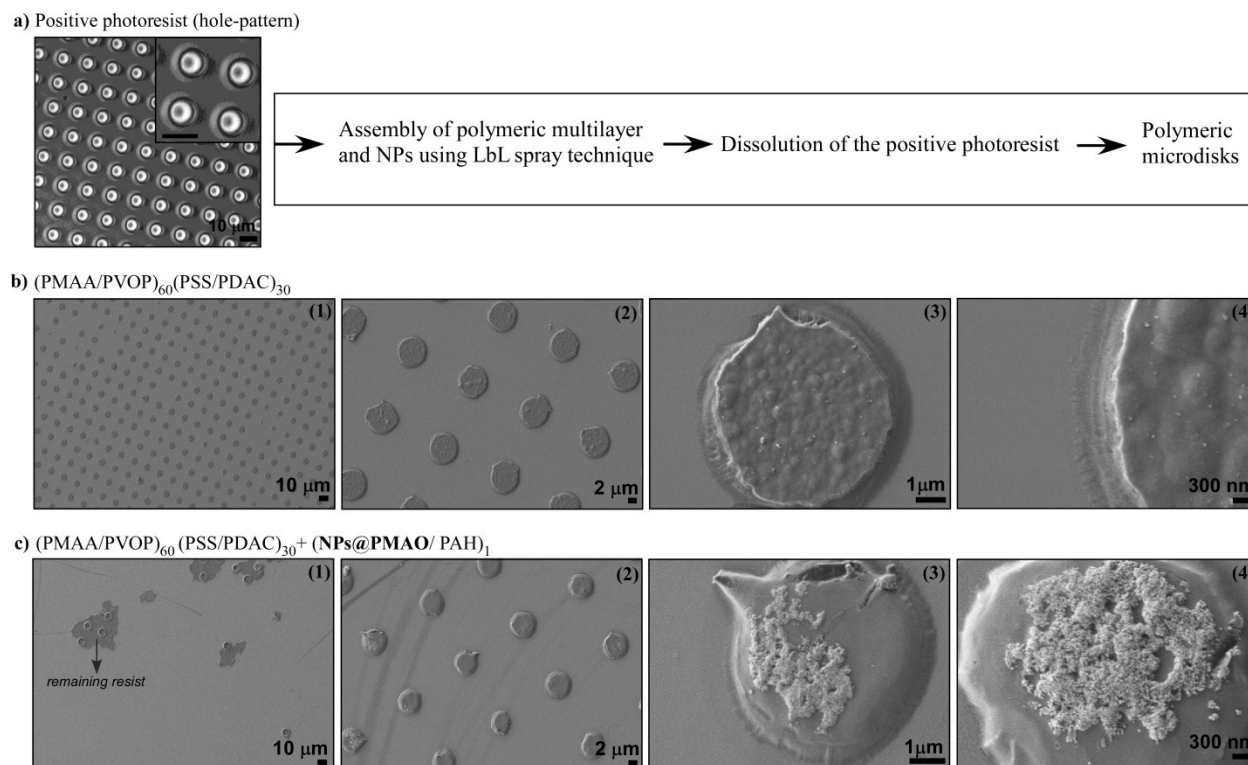 a) Positive photoresist (hole-pattern)
10 μm
Assembly of polymeric multilayer
and NPs using LbL spray technique
Dissolution of the positive photoresist
Polymeric
microdisks
b) (PMAA/PVOP)60(PSS/PDAC)30
(1)
10 μm
(2)
2 μm
(3)
1μm
(4)
300 nm
c) (PMAA/PVOP)60 (PSS/PDAC)30+ (NPs@PMAO/ PAH)1
(1)
remaining resist
10 μm
(2)
2 μm
(3)
1μm
(4)
300 nm